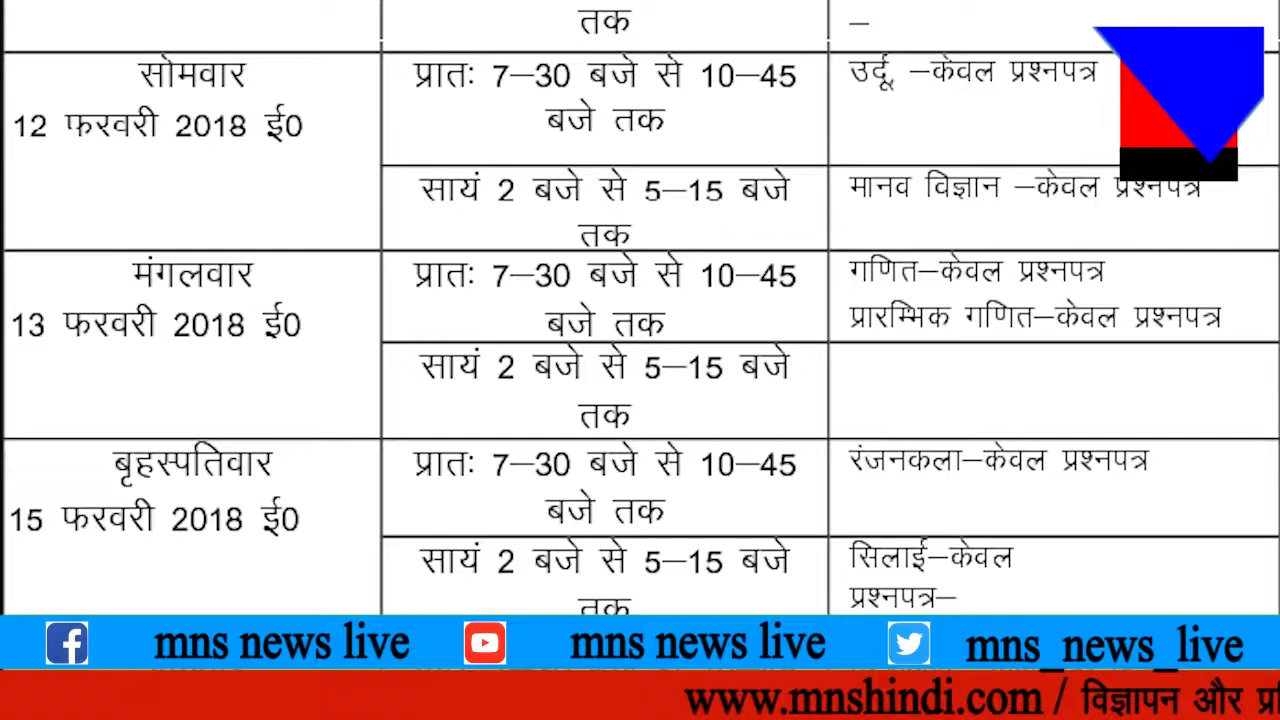 तक
–
सोमवार
12 फरवरी 2018 ई0
प्रातः 7–30 बजे से 10–45
बजे तक
उर्दू, –केवल प्रश्नपत्र
सायं 2 बजे से 5–15 बजे
तक
मानव विज्ञान –केवल प्रश्नपत्र
मंगलवार
13 फरवरी 2018 ई0
प्रातः 7–30 बजे से 10–45
बजे तक
गणित–केवल प्रश्नपत्र
प्रारम्भिक गणित–केवल प्रश्नपत्र
सायं 2 बजे से 5–15 बजे
तक
बृहस्पतिवार
15 फरवरी 2018 ई0
प्रातः 7–30 बजे से 10–45
बजे तक
रंजनकला–केवल प्रश्नपत्र
सायं 2 बजे से 5–15 बजे
तक
सिलाई–केवल
प्रश्नपत्र–
mns news live mns news live mns_news_live
www.mnshindi.com / विज्ञापन और